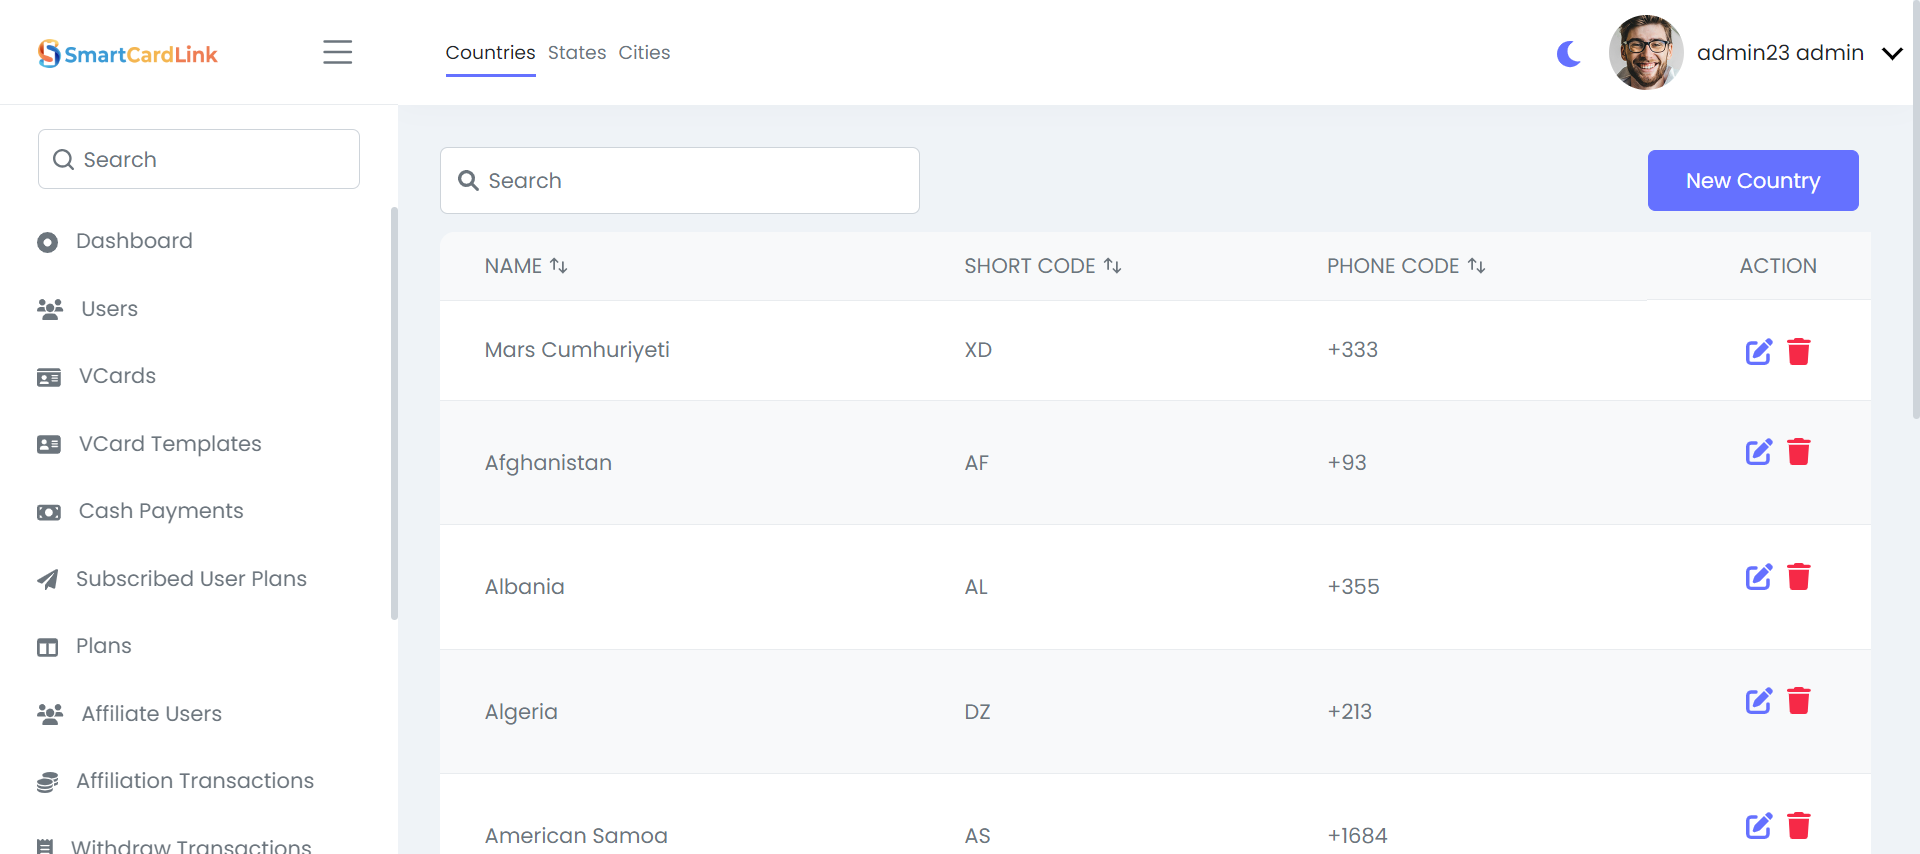 SmartCardLink
Countries States Cities
admin23 admin
Search
Dashboard
Users
VCards
VCard Templates
Cash Payments
Subscribed User Plans
Plans
Affiliate Users
Affiliation Transactions
Withdraw Transactions
Search
New Country
NAME SHORT CODE PHONE CODE ACTION
Mars Cumhuriyeti XD +333
Afghanistan AF +93
Albania AL +355
Algeria DZ +213
American Samoa AS +1684